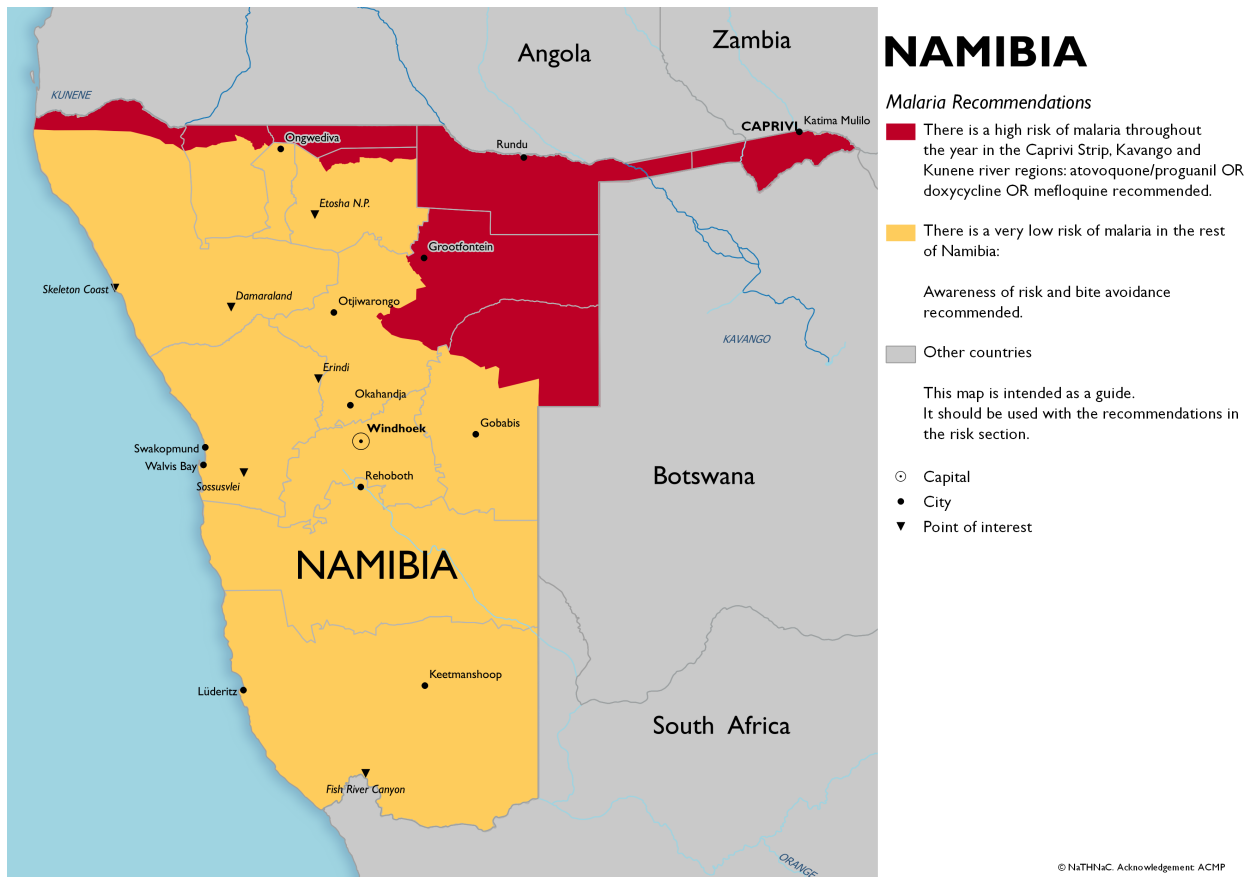 Angola
Zambia
KUNENE
CAPRIVI
Katima Mulilo
Ongwediva
Rundu
Etosha N.P.
Grootfontein
Skeleton Coast
Damaraland
Otjiwarongo
KAVANGO
Erindi
Okahandja
Gobabis
Windhoek
Swakopmund
Walvis Bay
Sossusvlei
Rehoboth
Botswana
NAMIBIA
Keetmanshoop
Lüderitz
South Africa
Fish River Canyon
ORANGE
NAMIBIA
Malaria Recommendations
There is a high risk of malaria throughout
the year in the Caprivi Strip, Kavango and
Kunene river regions: atovoquone/proguanil OR
doxycycline OR mefloquine recommended.
There is a very low risk of malaria in the rest
of Namibia:
Awareness of risk and bite avoidance
recommended.
Other countries
This map is intended as a guide.
It should be used with the recommendations in
the risk section.
Capital
City
Point of interest
© NaTHNaC. Acknowledgement: ACMP